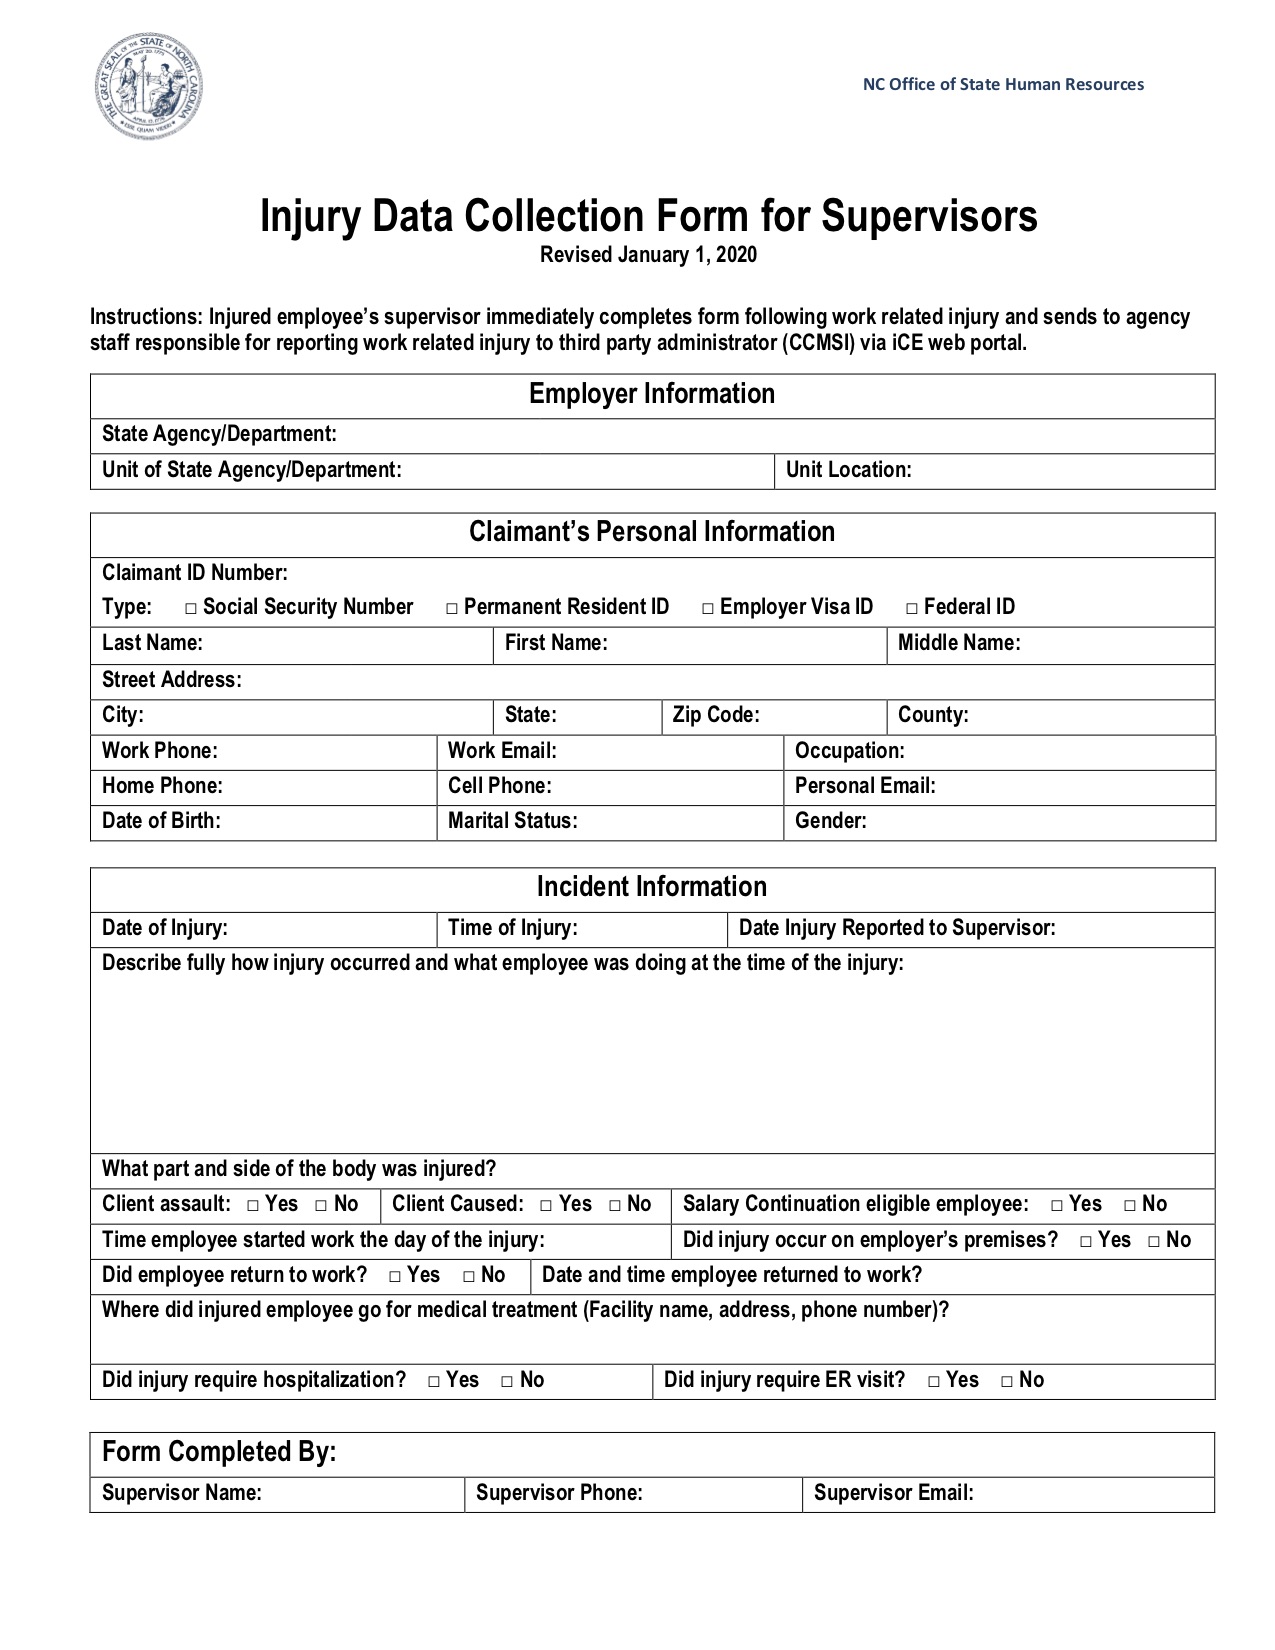 THE GREAT SEAL OF THE STATE OF NORTH CAROLINA
MAY 20, 1775
APRIL 12, 1776
ESSE QUAM VIDERI
NC Office of State Human Resources
Injury Data Collection Form for Supervisors
Revised January 1, 2020
Instructions: Injured employee’s supervisor immediately completes form following work related injury and sends to agency
staff responsible for reporting work related injury to third party administrator (CCMSI) via iCE web portal.
Employer Information
State Agency/Department:
Unit of State Agency/Department: Unit Location:
Claimant’s Personal Information
Claimant ID Number:
Type: □ Social Security Number □ Permanent Resident ID □ Employer Visa ID □ Federal ID
Last Name: First Name: Middle Name:
Street Address:
City: State: Zip Code: County:
Work Phone: Work Email: Occupation:
Home Phone: Cell Phone: Personal Email:
Date of Birth: Marital Status: Gender:
Incident Information
Date of Injury: Time of Injury: Date Injury Reported to Supervisor:
Describe fully how injury occurred and what employee was doing at the time of the injury:
What part and side of the body was injured?
Client assault: □ Yes □ No Client Caused: □ Yes □ No Salary Continuation eligible employee: □ Yes □ No
Time employee started work the day of the injury: Did injury occur on employer’s premises? □ Yes □ No
Did employee return to work? □ Yes □ No Date and time employee returned to work?
Where did injured employee go for medical treatment (Facility name, address, phone number)?
Did injury require hospitalization? □ Yes □ No Did injury require ER visit? □ Yes □ No
Form Completed By:
Supervisor Name: Supervisor Phone: Supervisor Email: